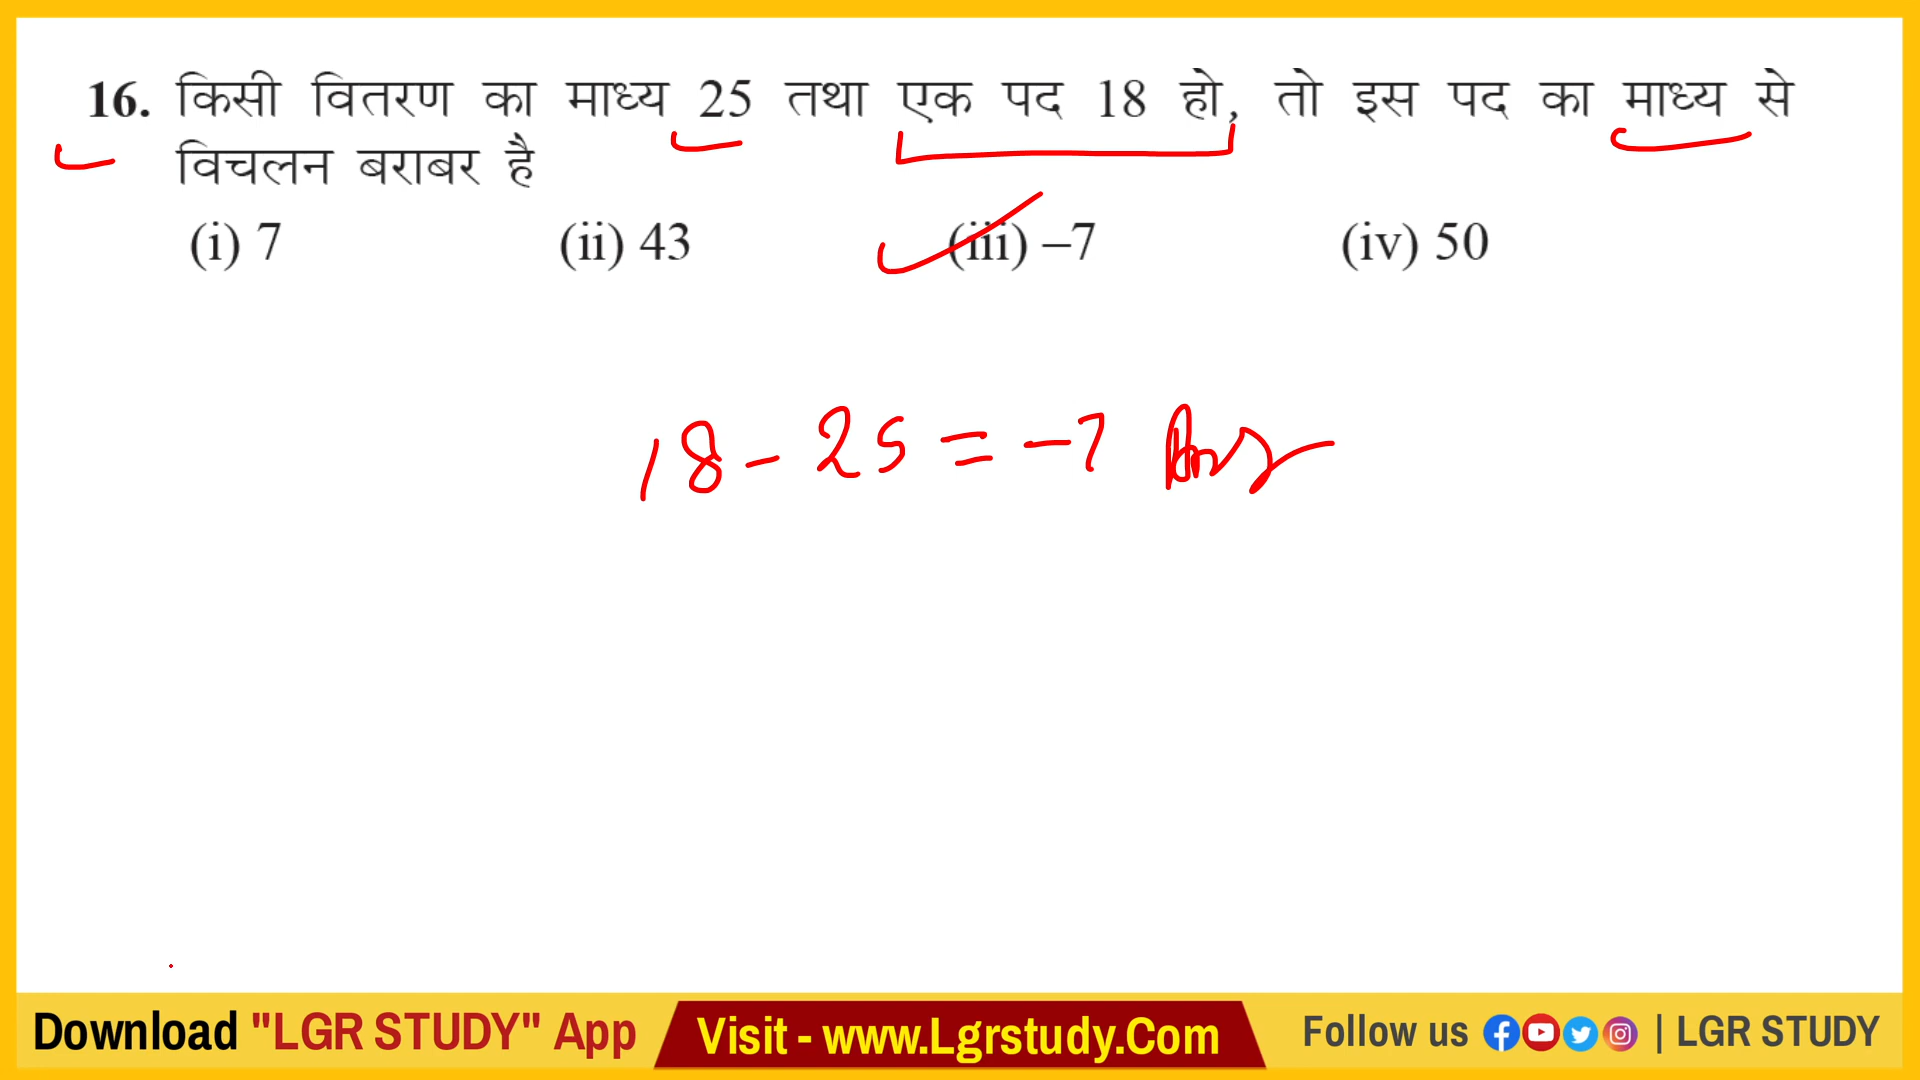 16. किसी वितरण का माध्य 25 तथा एक पद 18 हो, तो इस पद का माध्य से
विचलन बराबर है
(i) 7 (ii) 43 (iii) –7 (iv) 50
18 - 25 = -7 Ans
Download "LGR STUDY" App Visit - www.Lgrstudy.Com Follow us | LGR STUDY